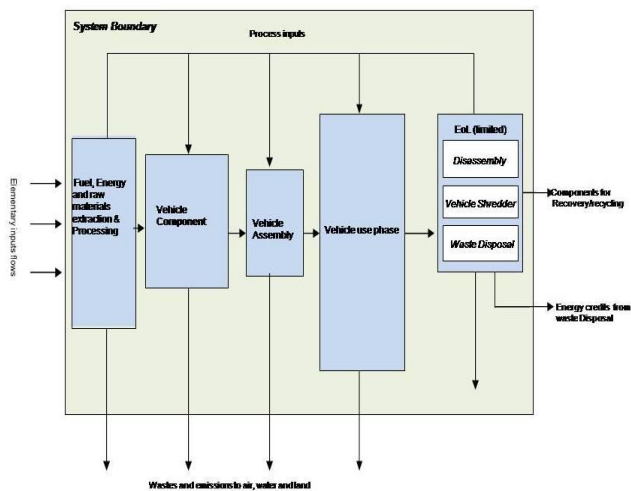 System Boundary
Process inputs
Elementary inputs flows
Fuel, Energy
and raw
materials
extraction &
Processing
Vehicle
Component
Vehicle
Assembly
Vehicle use phase
EoL (limited)
Disassembly
Vehicle Shredder
Waste Disposal
Components for
Recovery/recycling
Energy credits from
waste Disposal
Wastes and emissions to air, water and land